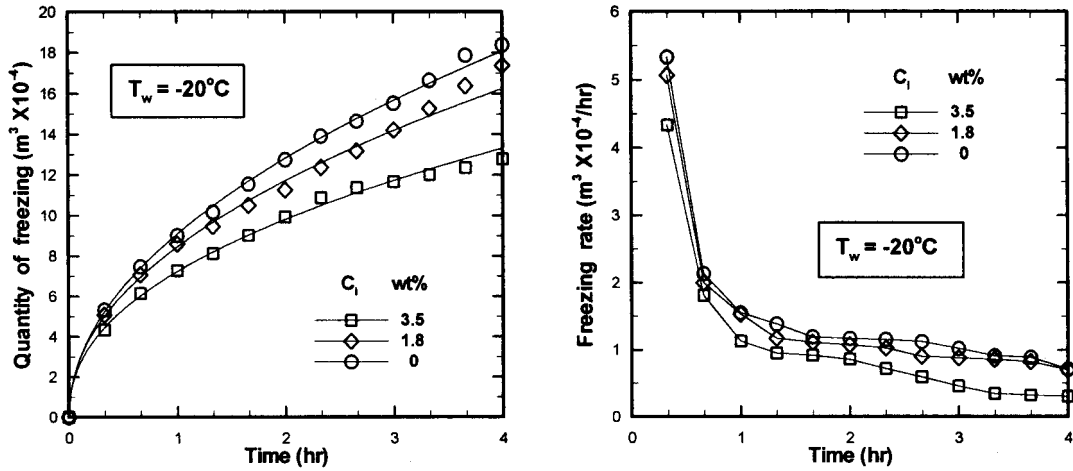 Quantity of freezing (m³ X10⁻⁴)
20
18
16
14
12
10
8
6
4
2
0
T_w = -20°C
C_i wt%
3.5
1.8
0
0 1 2 3 4
Time (hr)
Freezing rate (m³ X10⁻⁴/hr)
6
5
4
3
2
1
0
C_i wt%
3.5
1.8
0
T_w = -20°C
0 1 2 3 4
Time (hr)